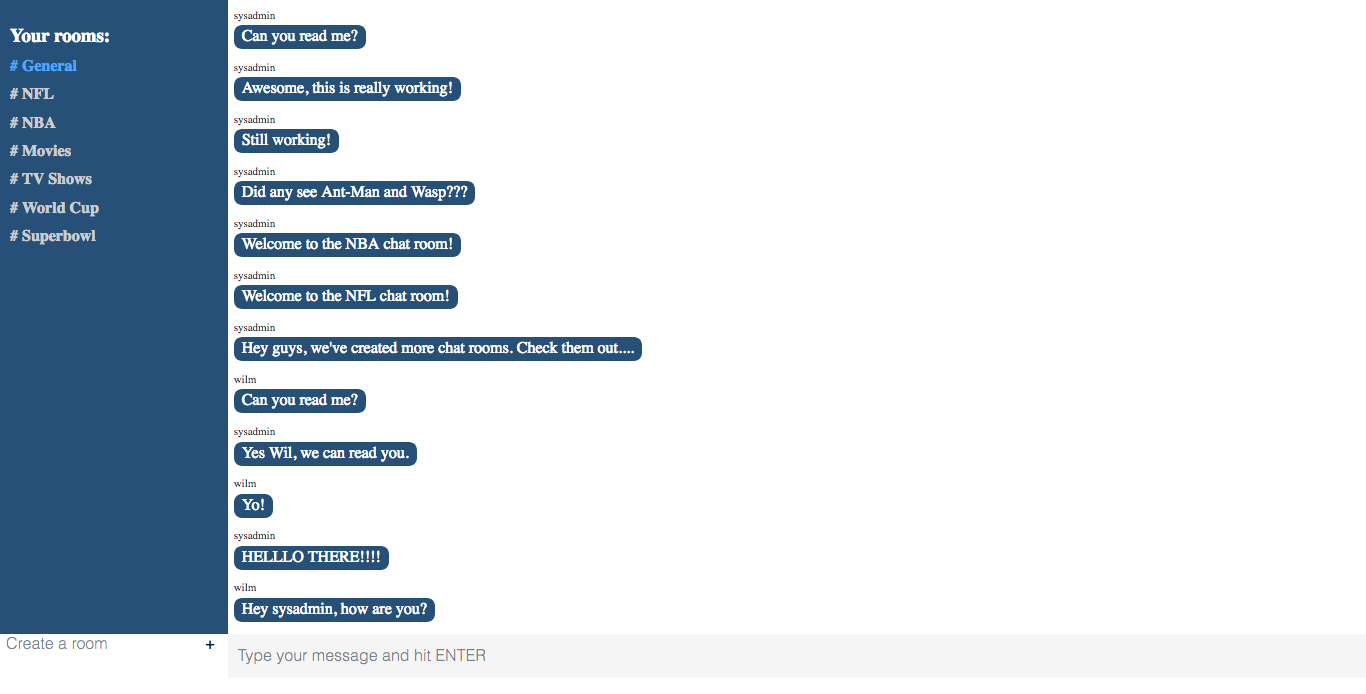 Your rooms:
# General
# NFL
# NBA
# Movies
# TV Shows
# World Cup
# Superbowl
Create a room +
sysadmin
Can you read me?
sysadmin
Awesome, this is really working!
sysadmin
Still working!
sysadmin
Did any see Ant-Man and Wasp???
sysadmin
Welcome to the NBA chat room!
sysadmin
Welcome to the NFL chat room!
sysadmin
Hey guys, we've created more chat rooms. Check them out....
wilm
Can you read me?
sysadmin
Yes Wil, we can read you.
wilm
Yo!
sysadmin
HELLLO THERE!!!!
wilm
Hey sysadmin, how are you?
Type your message and hit ENTER